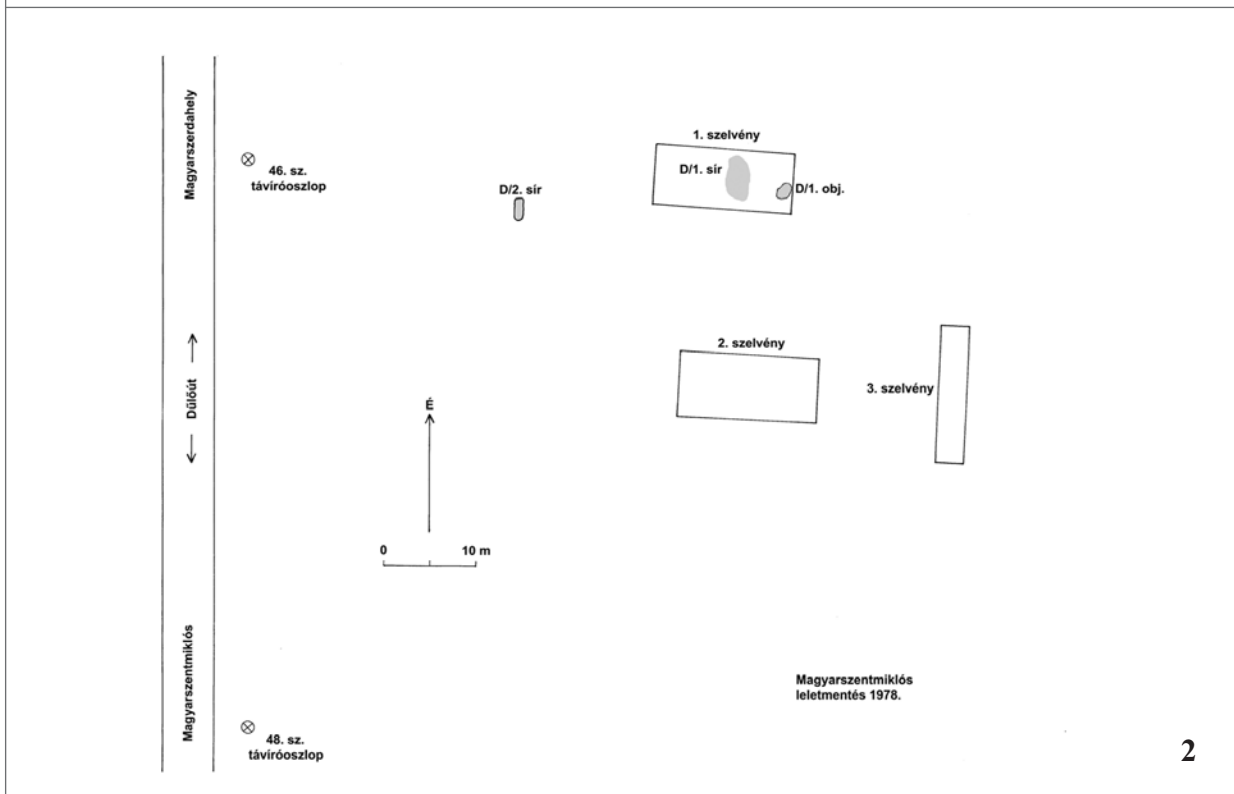 Magyarszerdahely
← Dűlőút →
Magyarszentmiklós
46. sz.
távíróoszlop
D/2. sír
1. szelvény
D/1. sír
D/1. obj.
2. szelvény
3. szelvény
É
0 10 m
48. sz.
távíróoszlop
Magyarszentmiklós
leletmentés 1978.
2